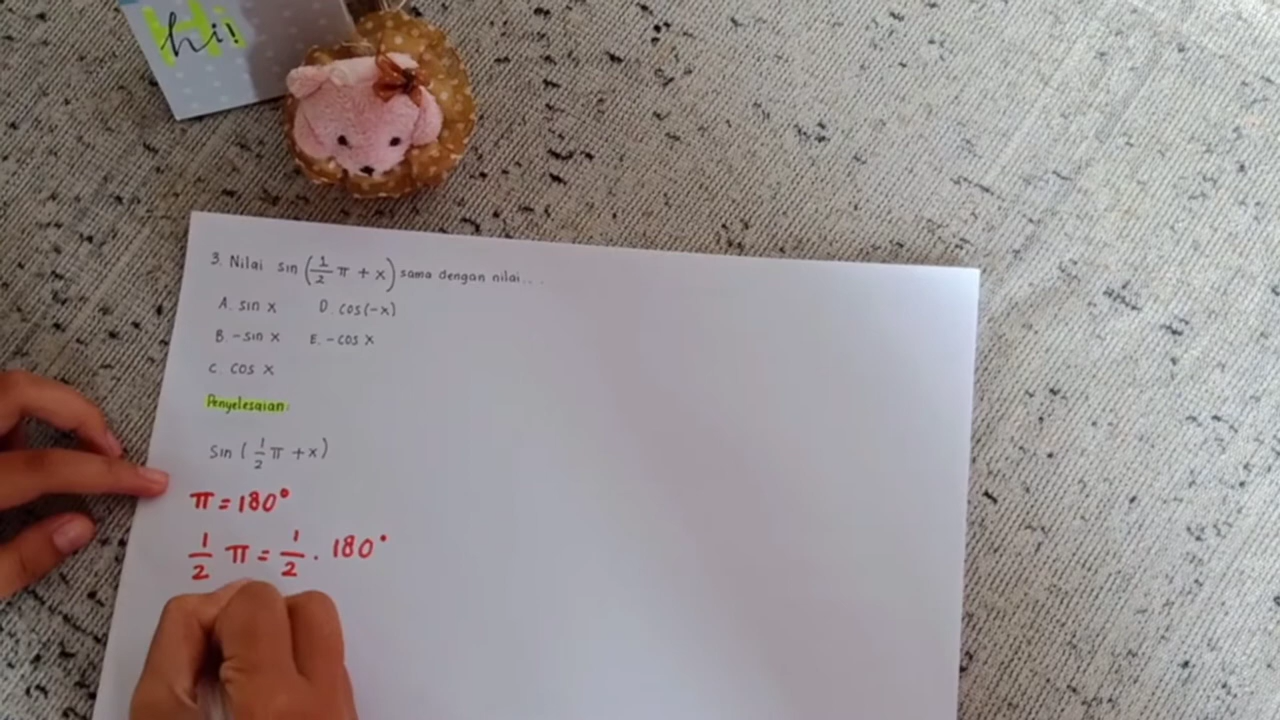 hi!
3. Nilai sin (1/2 π + x) sama dengan nilai...
A. sin x D. cos(-x)
B. -sin x E. -cos x
C. cos x
Penyelesaian:
Sin (1/2 π + x)
π = 180°
1/2 π = 1/2 . 180°